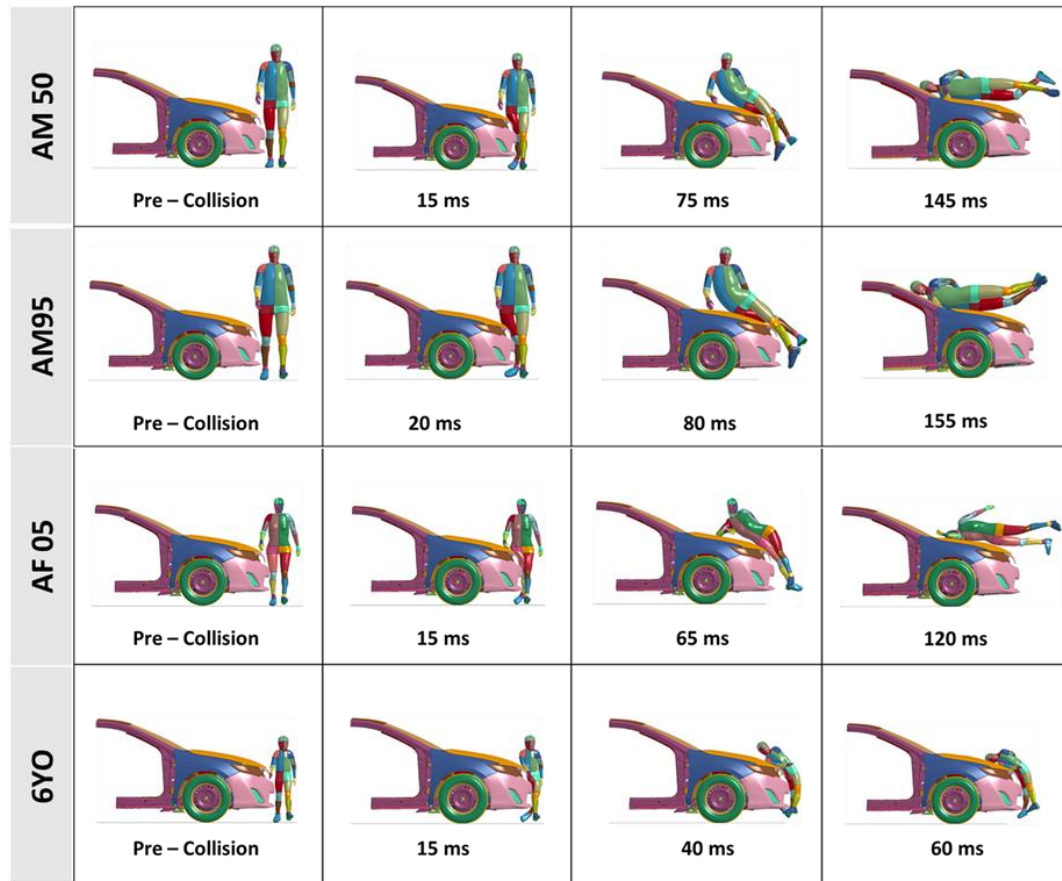 AM 50
Pre – Collision
15 ms
75 ms
145 ms
AM95
Pre – Collision
20 ms
80 ms
155 ms
AF 05
Pre – Collision
15 ms
65 ms
120 ms
6YO
Pre – Collision
15 ms
40 ms
60 ms